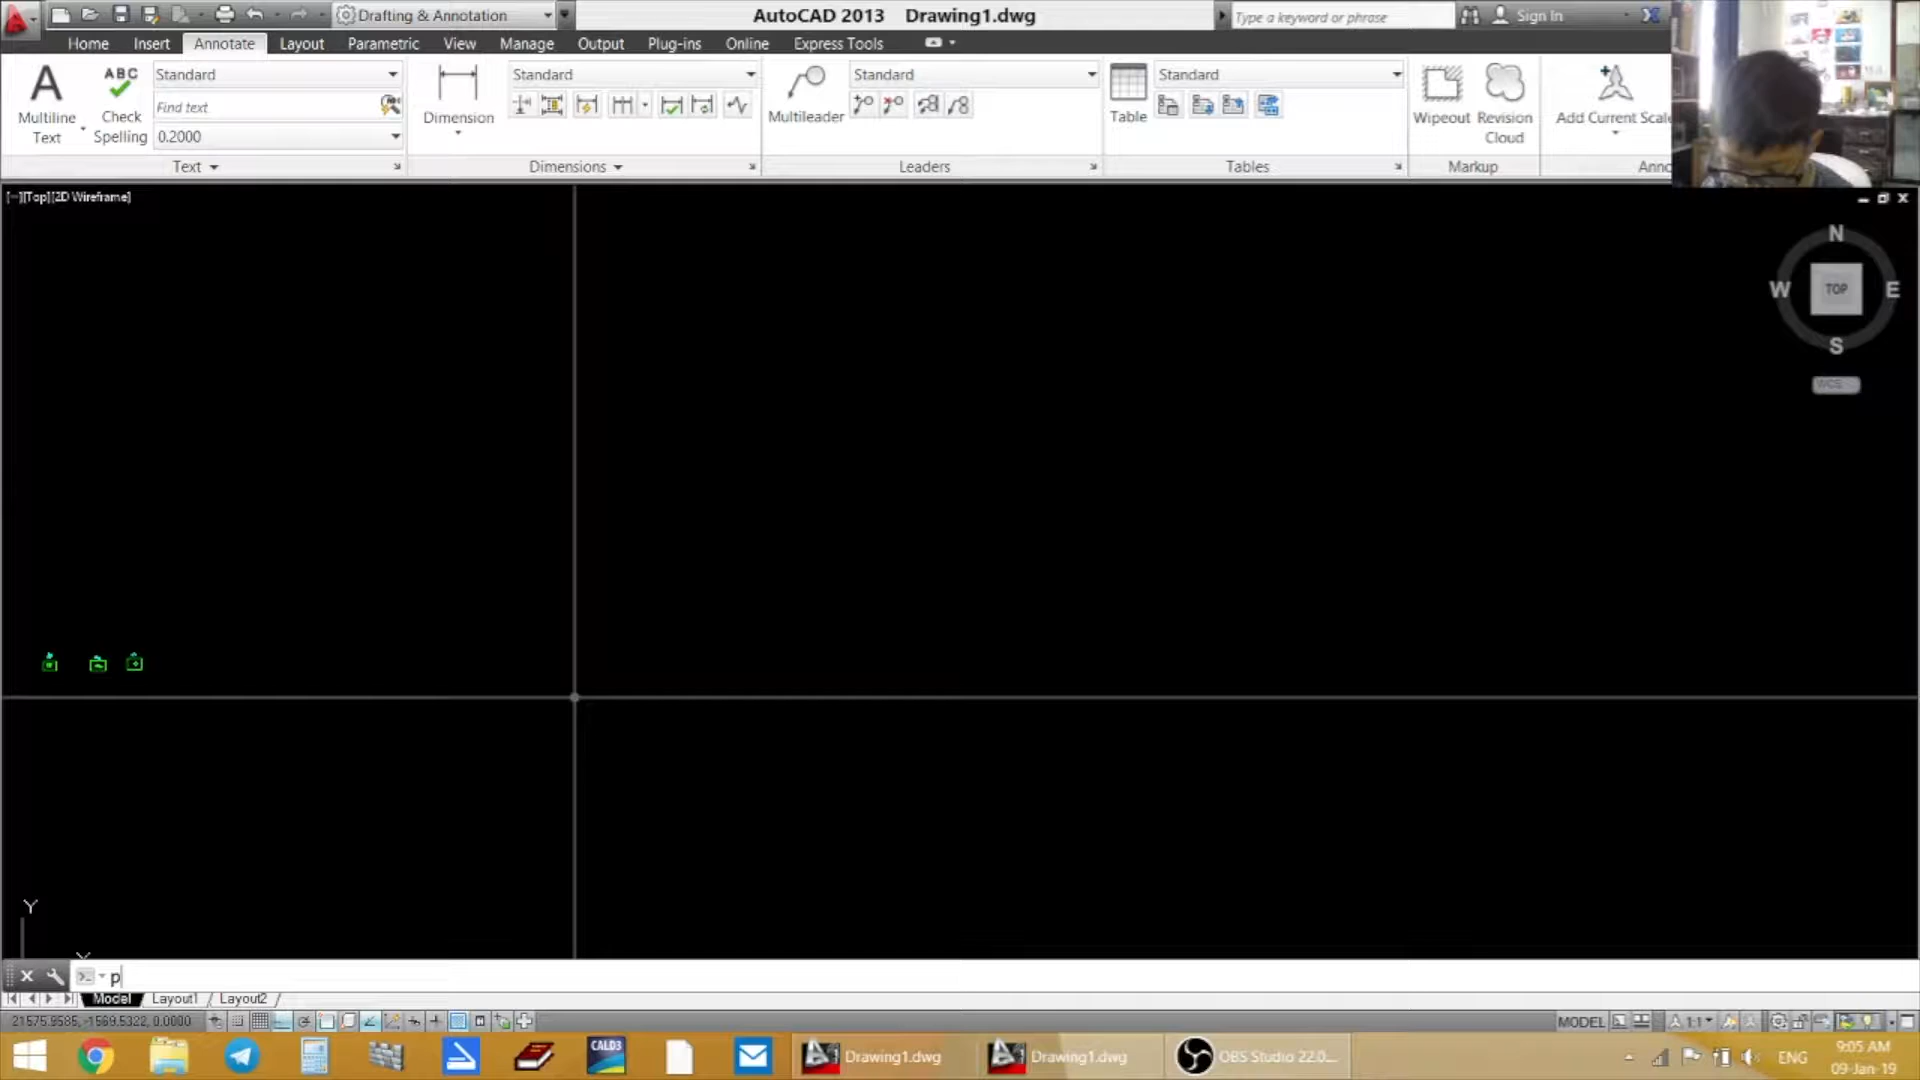 Drafting & Annotation
AutoCAD 2013 Drawing1.dwg
Type a keyword or phrase
Sign In
Home Insert Annotate Layout Parametric View Manage Output Plug-ins Online Express Tools
A
Multiline
Text
ABC
Check
Spelling
Standard
Find text
0.2000
Text
Dimension
Standard
Dimensions
Multileader
Standard
Leaders
Table
Standard
Tables
Wipeout
Revision
Cloud
Markup
Add Current Scale
Anno
[−][Top][2D Wireframe]
N
W TOP E
S
WCS
Y
X
p
Model Layout1 Layout2
21575.9585, -1569.5322, 0.0000
MODEL
1:1
CALD3
Drawing1.dwg
Drawing1.dwg
OBS Studio 22.0...
ENG
9:05 AM
09-Jan-19